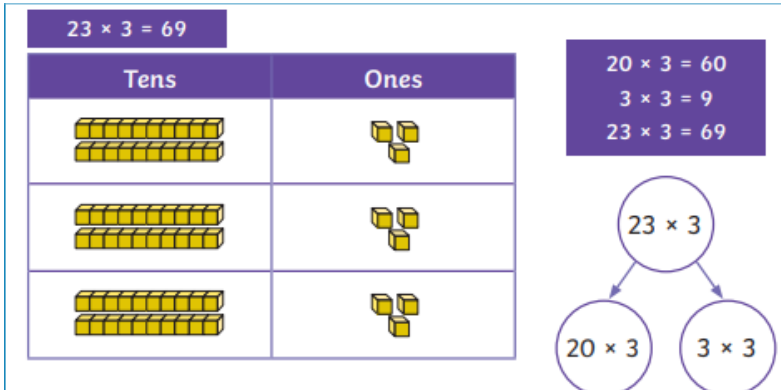 23 × 3 = 69
Tens Ones
20 × 3 = 60
3 × 3 = 9
23 × 3 = 69
23 × 3
20 × 3 3 × 3